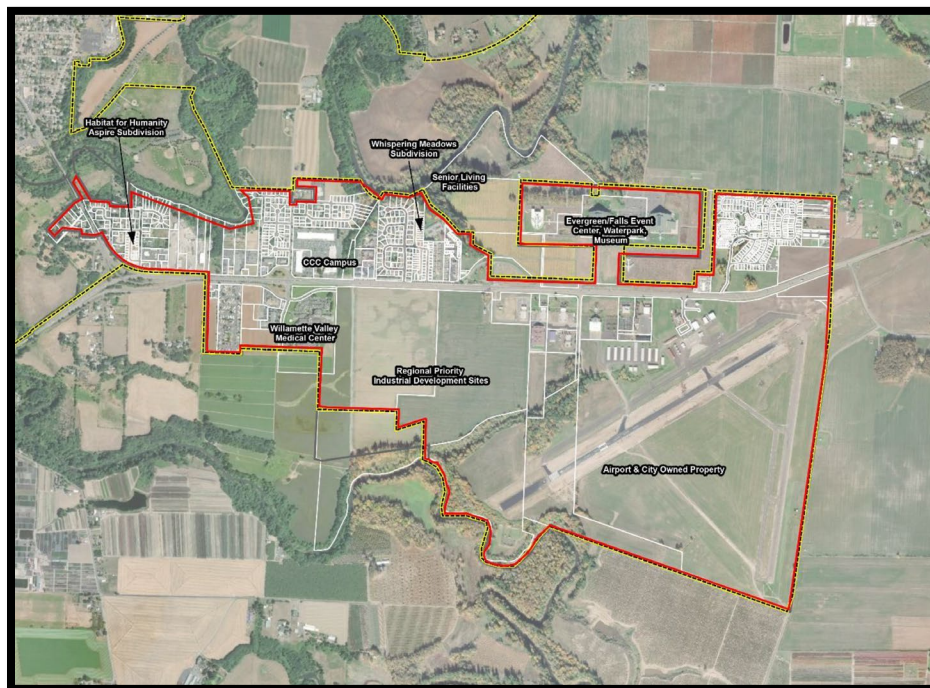 Habitat for Humanity
Aspire Subdivision
Whispering Meadows
Subdivision
Senior Living
Facilities
Evergreen/Falls Event
Center, Waterpark,
Museum
CCC Campus
Willamette Valley
Medical Center
Regional Priority
Industrial Development Sites
Airport & City Owned Property